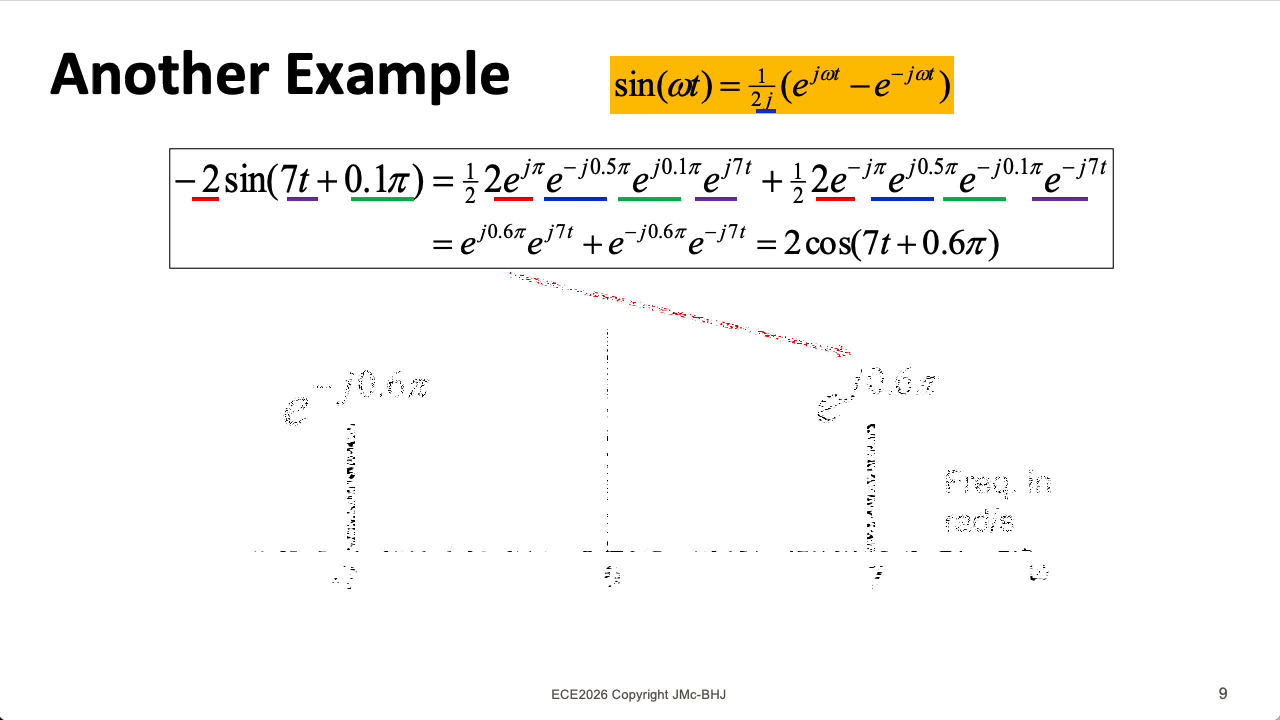 Another Example
sin(ωt) = 1/2j (e^{jωt} − e^{−jωt})
−2sin(7t + 0.1π) = 1/2 2e^{jπ}e^{−j0.5π}e^{j0.1π}e^{j7t} + 1/2 2e^{−jπ}e^{j0.5π}e^{−j0.1π}e^{−j7t}
= e^{j0.6π}e^{j7t} + e^{−j0.6π}e^{−j7t} = 2cos(7t + 0.6π)
e^{−j0.6π} e^{j0.6π}
Freq. in
rad/s
7 ω
ECE2026 Copyright JMc-BHJ
9